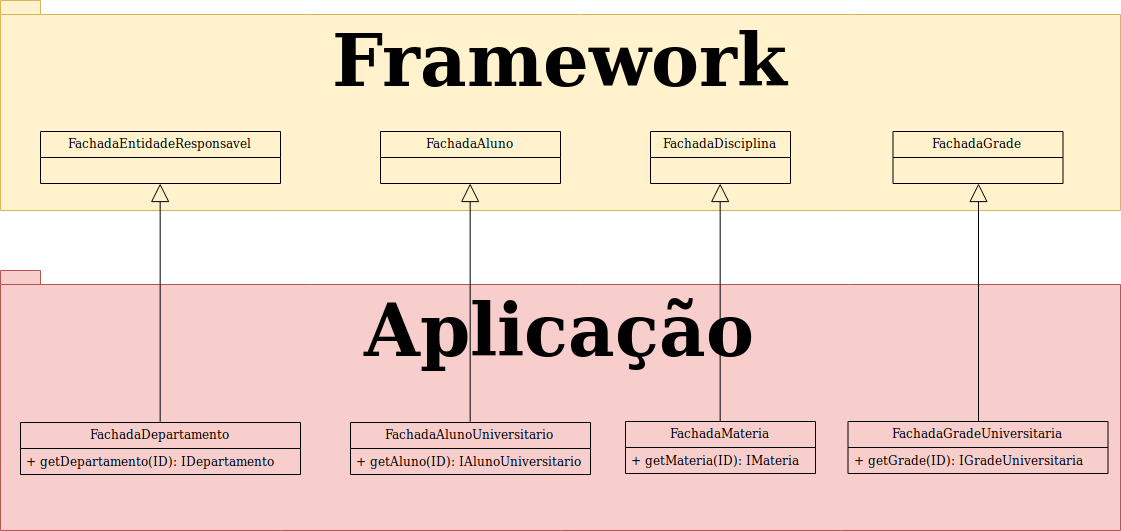 Framework
FachadaEntidadeResponsavel
FachadaAluno
FachadaDisciplina
FachadaGrade
Aplicação
FachadaDepartamento
+ getDepartamento(ID): IDepartamento
FachadaAlunoUniversitario
+ getAluno(ID): IAlunoUniversitario
FachadaMateria
+ getMateria(ID): IMateria
FachadaGradeUniversitaria
+ getGrade(ID): IGradeUniversitaria